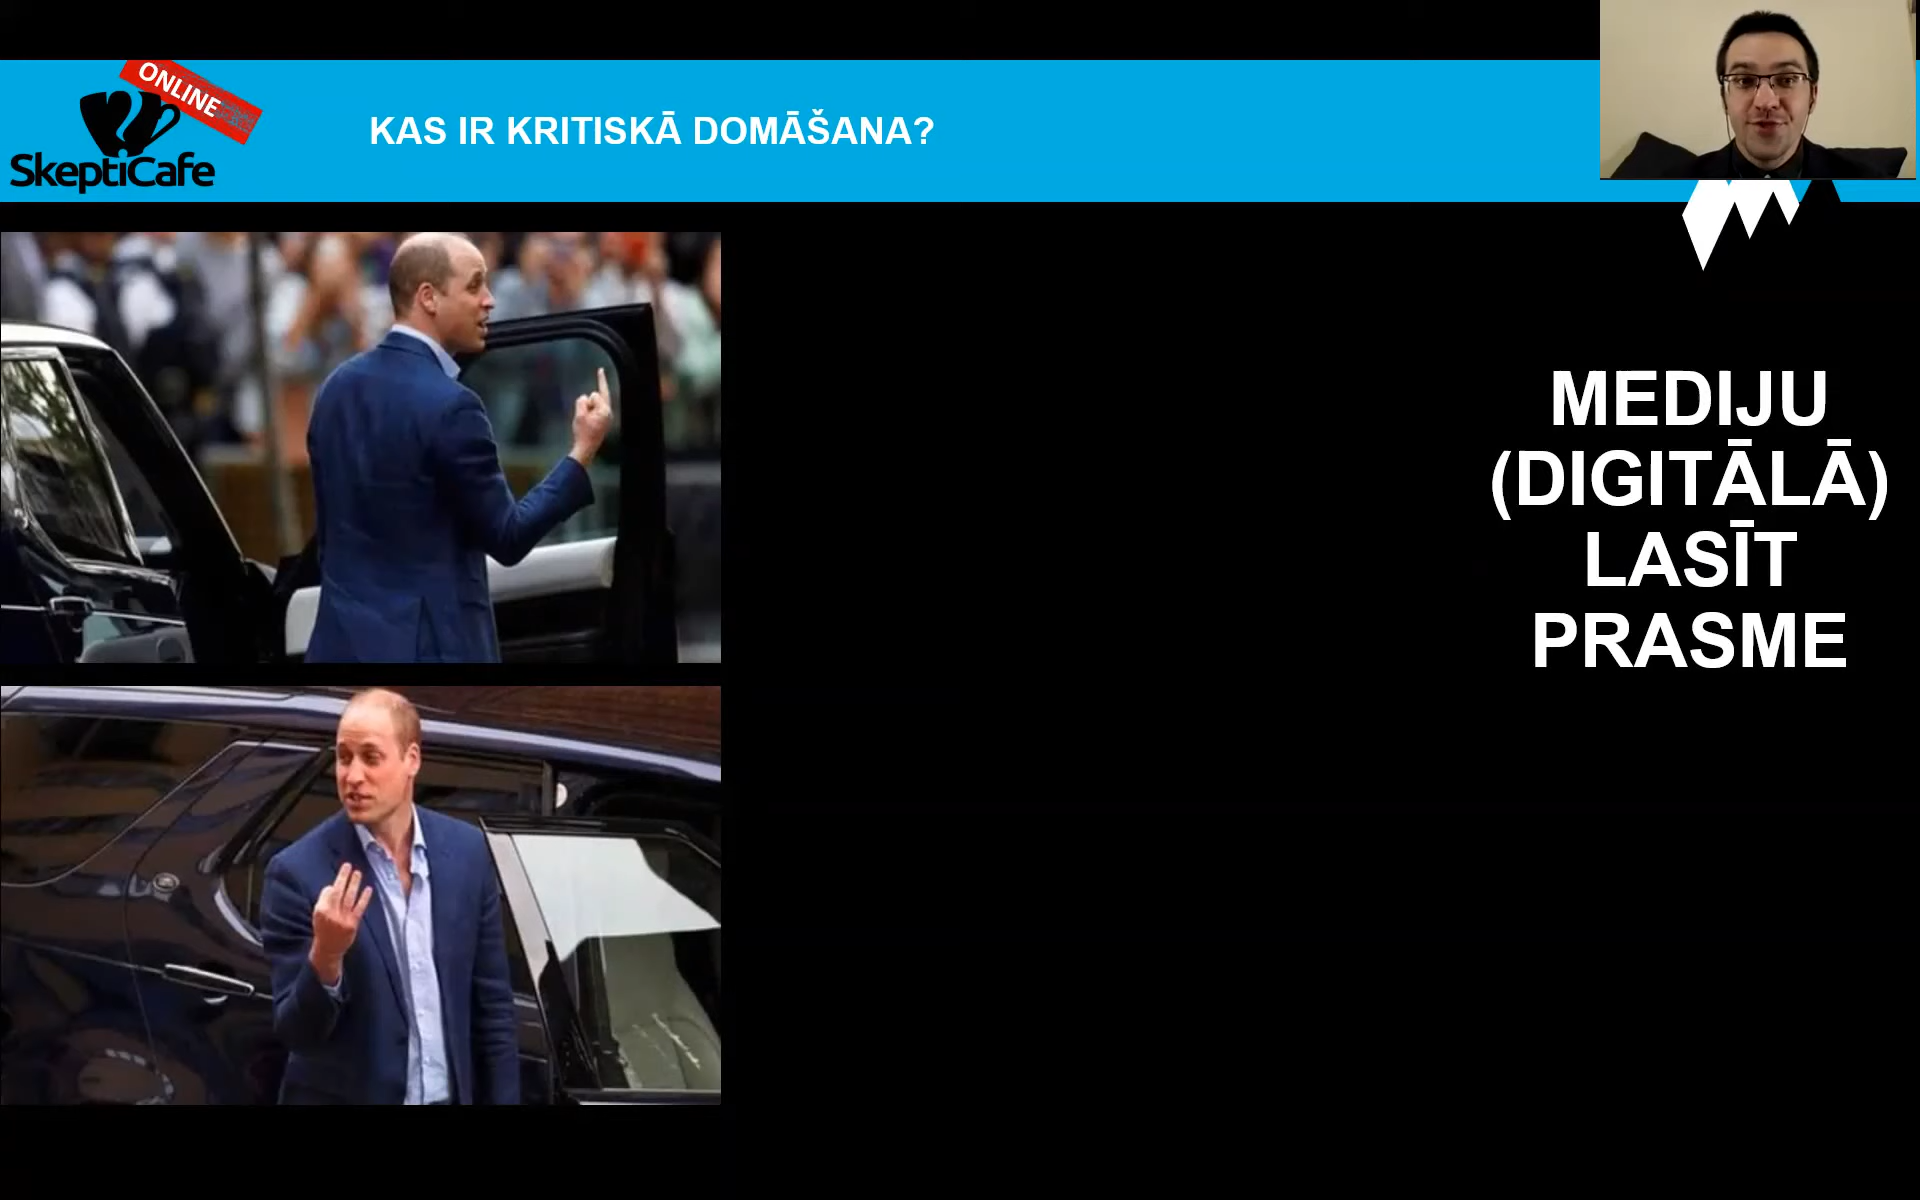 ONLINE
SkeptiCafe
KAS IR KRITISKĀ DOMĀŠANA?
MEDIJU
(DIGITĀLĀ)
LASĪT
PRASME